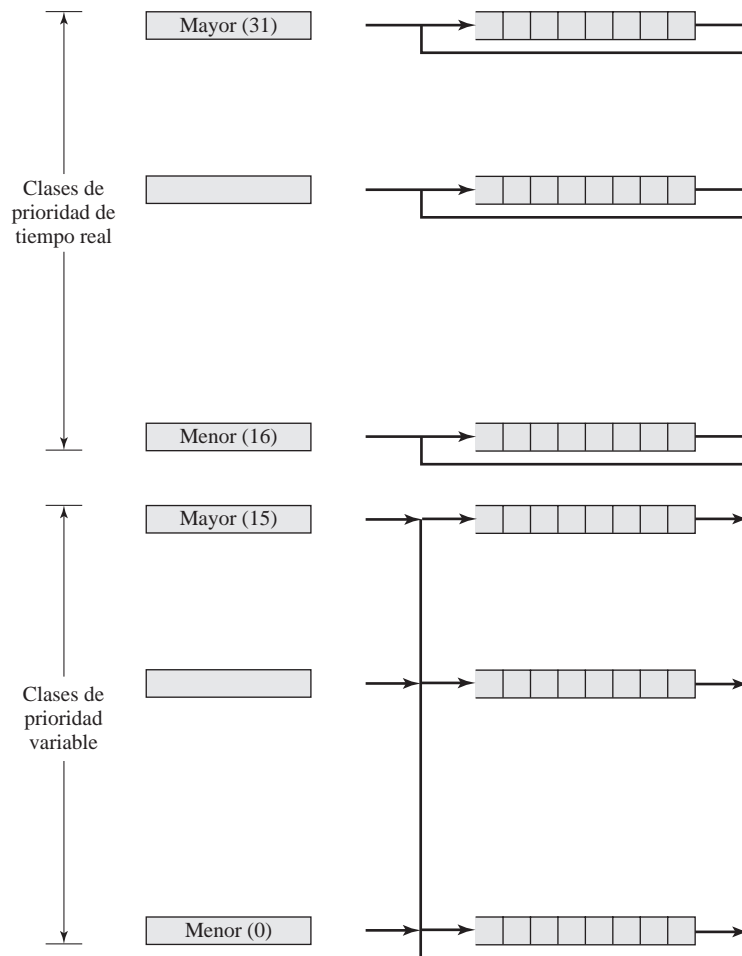 Mayor (31)
Clases de
prioridad de
tiempo real
Menor (16)
Mayor (15)
Clases de
prioridad
variable
Menor (0)